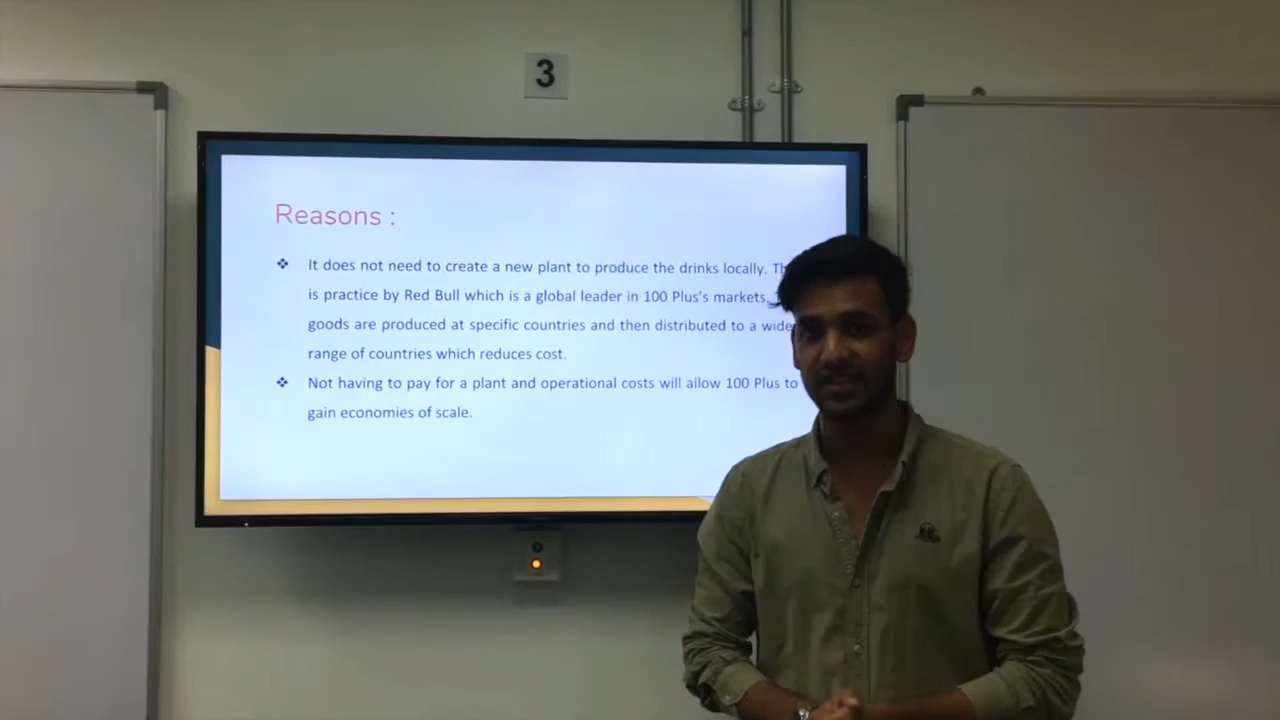 3
Reasons :
❖ It does not need to create a new plant to produce the drinks locally.
is practice by Red Bull which is a global leader in 100 Plus's markets.
goods are produced at specific countries and then distributed to a wide
range of countries which reduces cost.
❖ Not having to pay for a plant and operational costs will allow 100 Plus to
gain economies of scale.